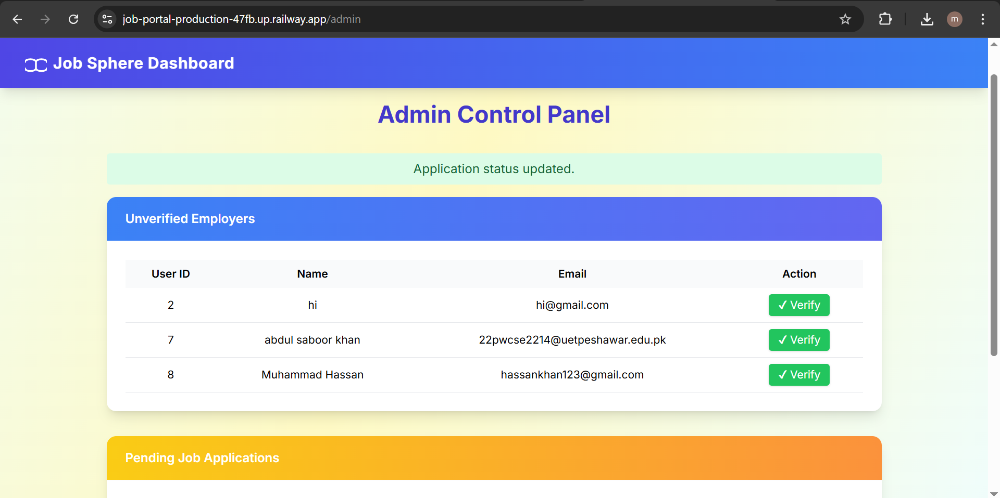 job-portal-production-47fb.up.railway.app/admin
m
Job Sphere Dashboard
Admin Control Panel
Application status updated.
Unverified Employers
User ID Name Email Action
2 hi hi@gmail.com ✓ Verify
7 abdul saboor khan 22pwcse2214@uetpeshawar.edu.pk ✓ Verify
8 Muhammad Hassan hassankhan123@gmail.com ✓ Verify
Pending Job Applications